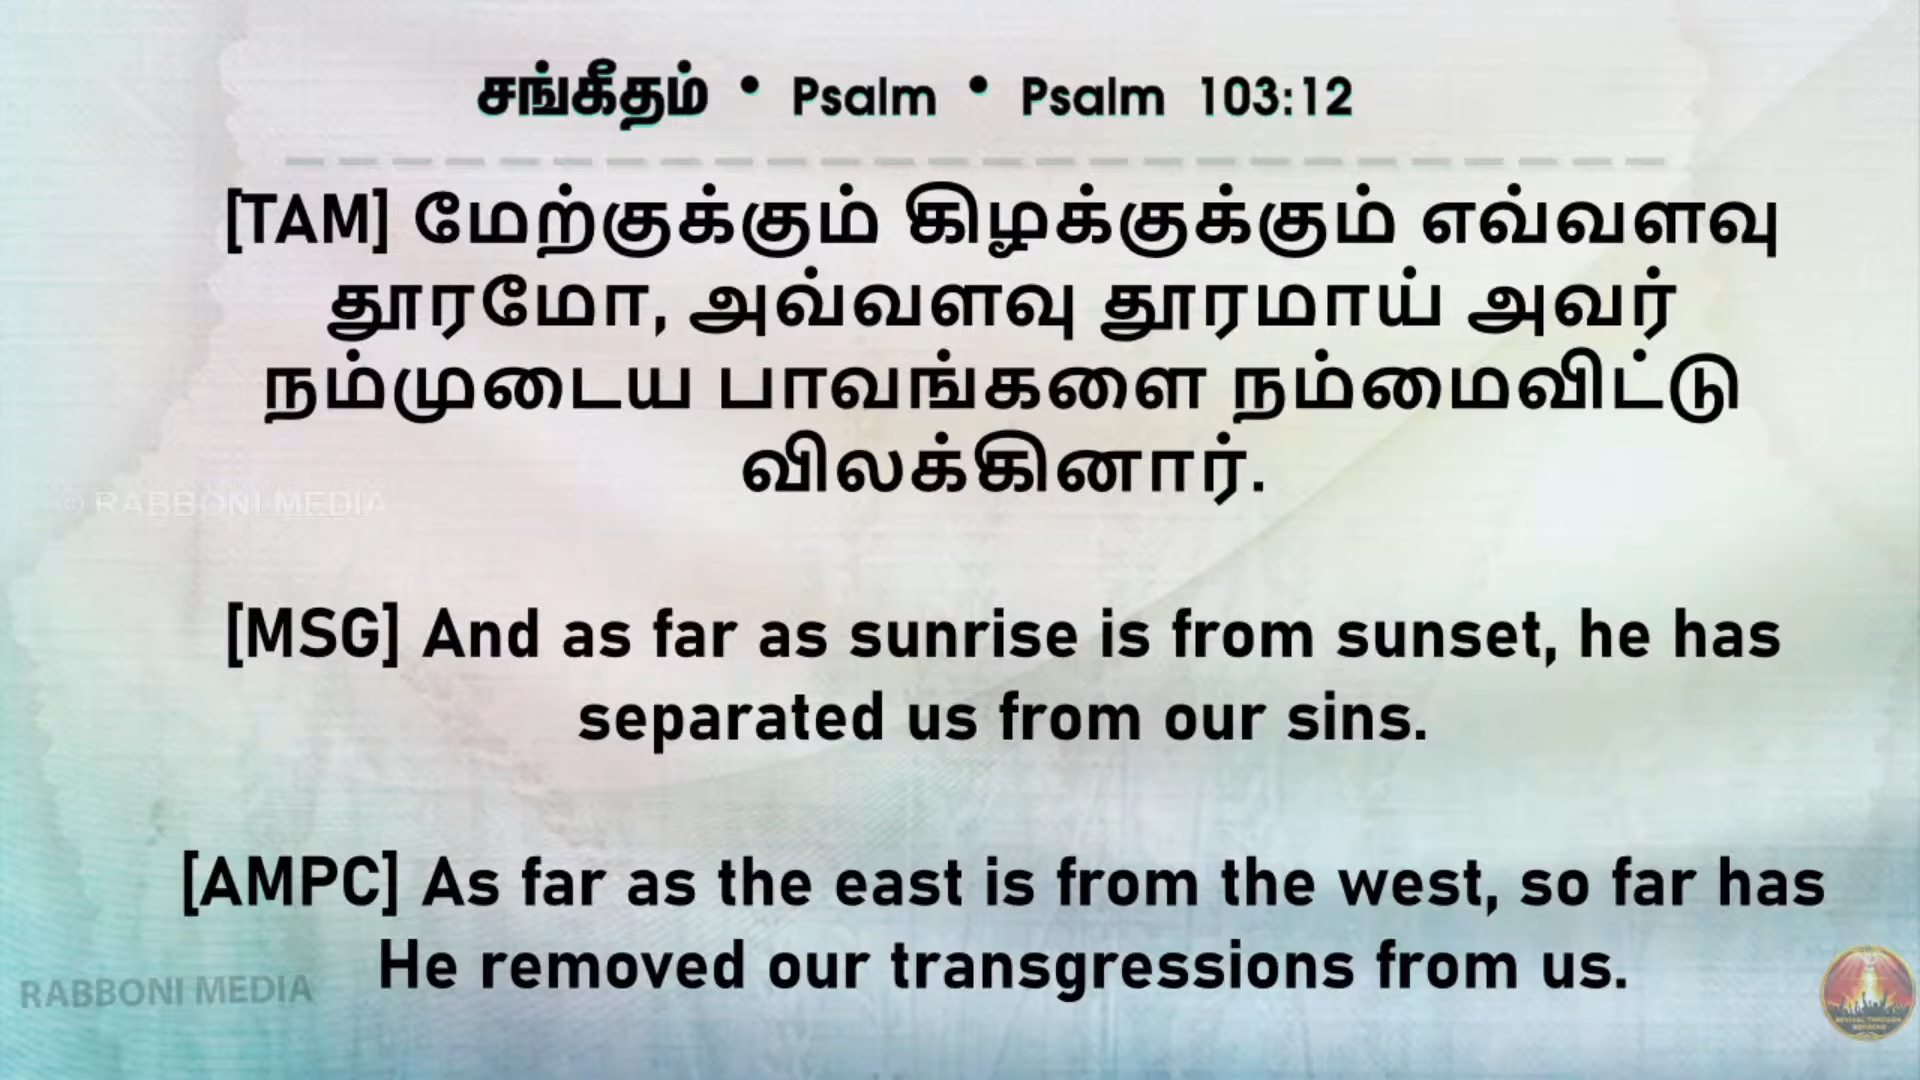 சங்கீதம் • Psalm • Psalm 103:12
[TAM] மேற்குக்கும் கிழக்குக்கும் எவ்வளவு
தூரமோ, அவ்வளவு தூரமாய் அவர்
நம்முடைய பாவங்களை நம்மைவிட்டு
விலக்கினார்.
© RABBONI MEDIA
[MSG] And as far as sunrise is from sunset, he has
separated us from our sins.
[AMPC] As far as the east is from the west, so far has
He removed our transgressions from us.
RABBONI MEDIA
REVIVAL THROUGH